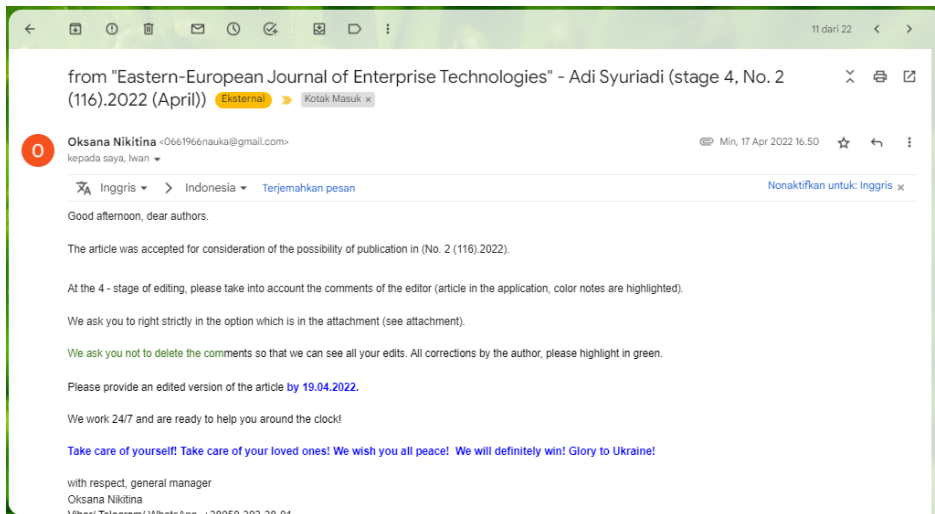 11 dari 22
from "Eastern-European Journal of Enterprise Technologies" - Adi Syuriadi (stage 4, No. 2
(116).2022 (April)) Eksternal Kotak Masuk ×
O
Oksana Nikitina <0661966nauka@gmail.com>
Min, 17 Apr 2022 16.50
kepada saya, Iwan
Inggris > Indonesia Terjemahkan pesan
Nonaktifkan untuk: Inggris ×
Good afternoon, dear authors.
The article was accepted for consideration of the possibility of publication in (No. 2 (116).2022).
At the 4 - stage of editing, please take into account the comments of the editor (article in the application, color notes are highlighted).
We ask you to right strictly in the option which is in the attachment (see attachment).
We ask you not to delete the comments so that we can see all your edits. All corrections by the author, please highlight in green.
Please provide an edited version of the article by 19.04.2022.
We work 24/7 and are ready to help you around the clock!
Take care of yourself! Take care of your loved ones! We wish you all peace! We will definitely win! Glory to Ukraine!
with respect, general manager
Oksana Nikitina
Viber/ Telegram/ WhatsApp